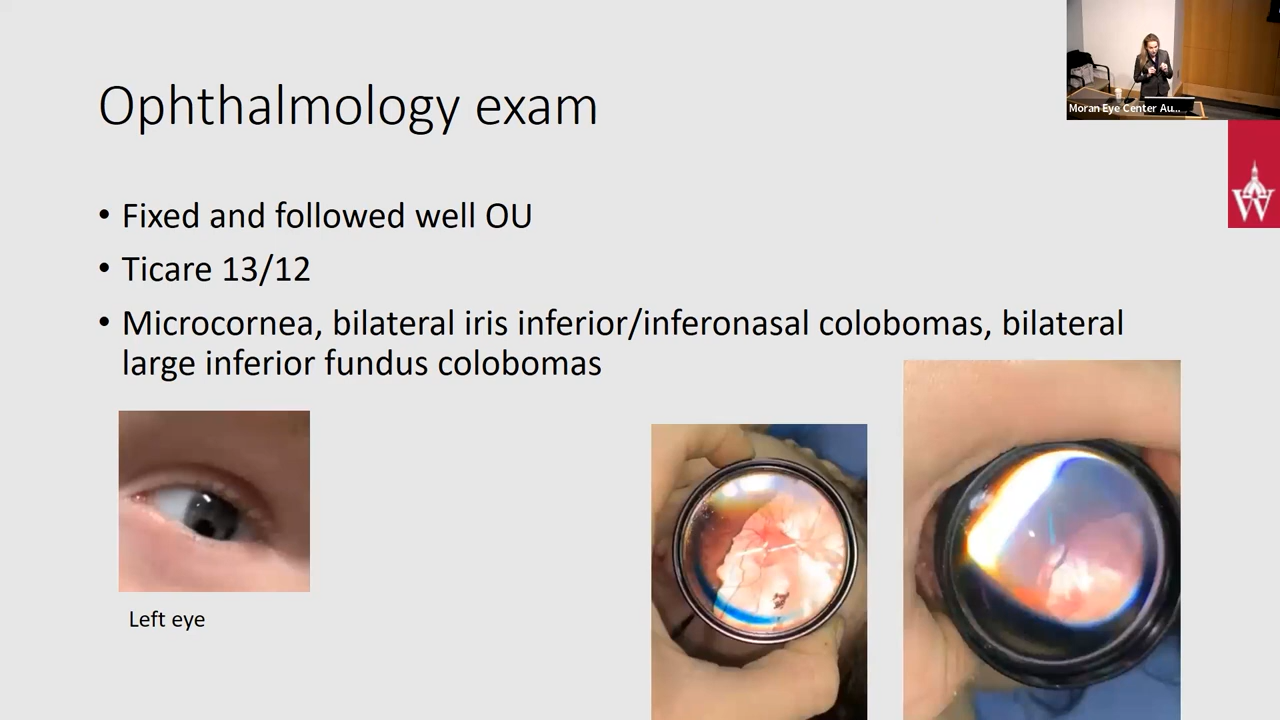 Ophthalmology exam
Moran Eye Center Au...
W
• Fixed and followed well OU
• Ticare 13/12
• Microcornea, bilateral iris inferior/inferonasal colobomas, bilateral
large inferior fundus colobomas
Left eye